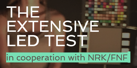 THE
EXTENSIVE
LED TEST
in cooperation with NRK/FNF